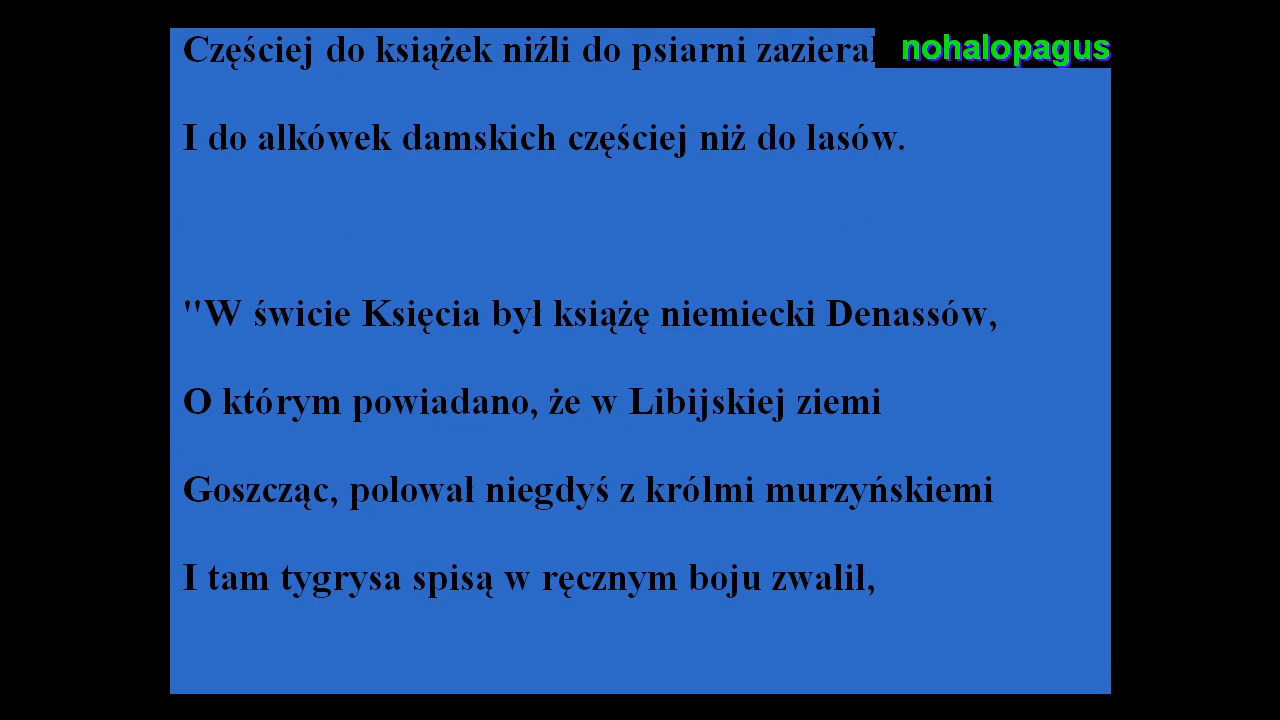 Częściej do książek niźli do psiarni zazierał
nohalopagus
I do alkówek damskich częściej niż do lasów.
"W świcie Księcia był książę niemiecki Denassów,
O którym powiadano, że w Libijskiej ziemi
Goszcząc, polował niegdyś z królmi murzyńskiemi
I tam tygrysa spisą w ręcznym boju zwalił,